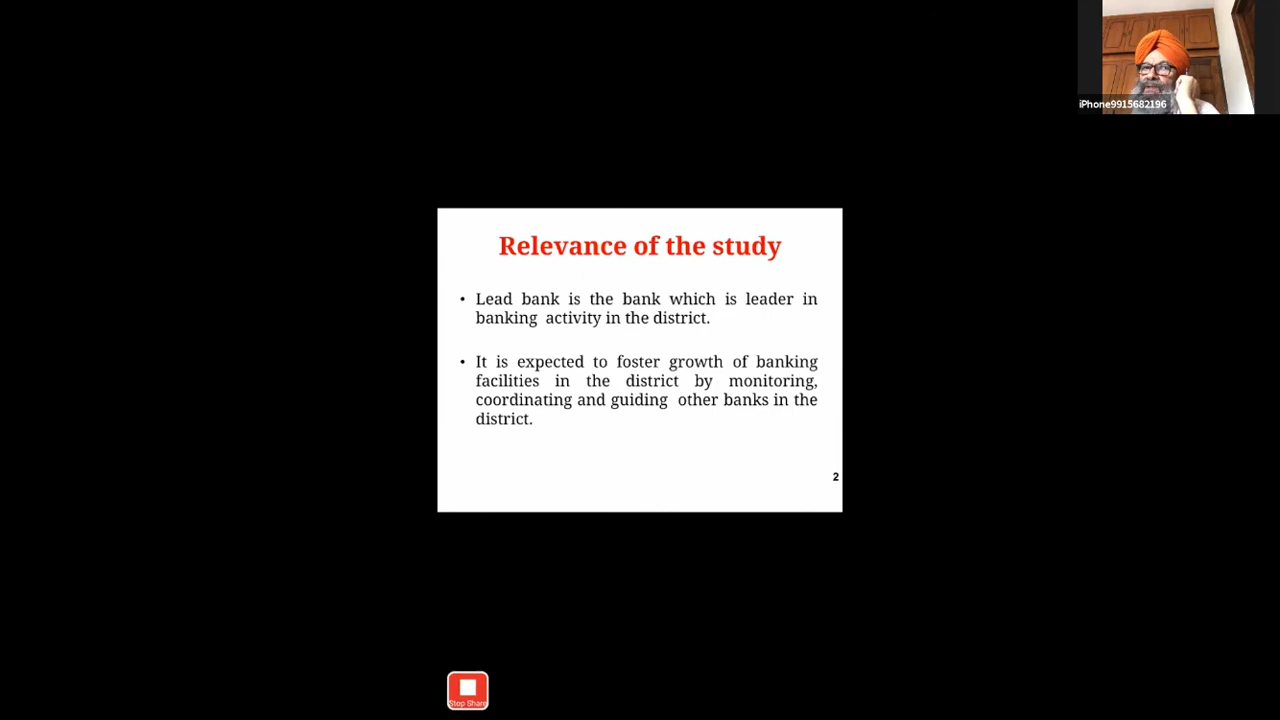 iPhone9915682196
Relevance of the study
• Lead bank is the bank which is leader in
banking activity in the district.
• It is expected to foster growth of banking
facilities in the district by monitoring,
coordinating and guiding other banks in the
district.
2
Stop Share